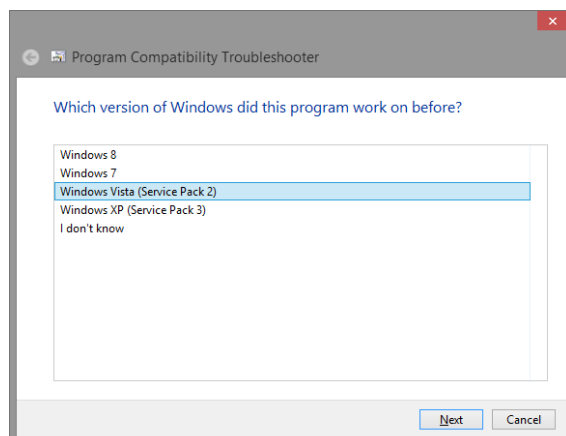 Program Compatibility Troubleshooter
Which version of Windows did this program work on before?
Windows 8
Windows 7
Windows Vista (Service Pack 2)
Windows XP (Service Pack 3)
I don't know
Next Cancel